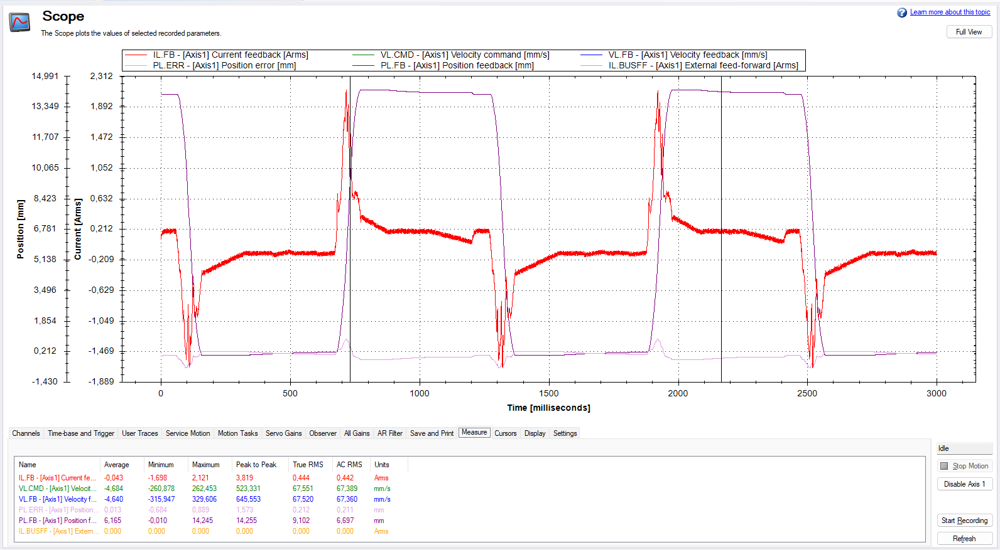 Scope
The Scope plots the values of selected recorded parameters.
? Learn more about this topic
Full View
IL.FB - [Axis1] Current feedback [Arms] VL.CMD - [Axis1] Velocity command [mm/s] VL.FB - [Axis1] Velocity feedback [mm/s]
PL.ERR - [Axis1] Position error [mm] PL.FB - [Axis1] Position feedback [mm] IL.BUSFF - [Axis1] External feed-forward [Arms]
14,991 2,312
13,349 1,892
11,707 1,472
10,065 1,052
8,423 0,632
6,781 0,212
5,138 -0,209
3,496 -0,629
1,854 -1,049
0,212 -1,469
-1,430 -1,889
Position [mm]
Current [Arms]
0 500 1000 1500 2000 2500 3000
Time [milliseconds]
Channels Time-base and Trigger User Traces Service Motion Motion Tasks Servo Gains Observer All Gains AR Filter Save and Print Measure Cursors Display Settings
Name Average Minimum Maximum Peak to Peak True RMS AC RMS Units
IL.FB - [Axis1] Current fe... -0,043 -1,698 2,121 3,819 0,444 0,442 Arms
VL.CMD - [Axis1] Velocit... -4,684 -260,878 262,453 523,331 67,551 67,389 mm/s
VL.FB - [Axis1] Velocity f... -4,640 -315,947 329,606 645,553 67,520 67,360 mm/s
PL.ERR - [Axis1] Position... 0,013 -0,684 0,889 1,573 0,212 0,211 mm
PL.FB - [Axis1] Position f... 6,165 -0,010 14,245 14,255 9,102 6,697 mm
IL.BUSFF - [Axis1] Extern... 0,000 0,000 0,000 0,000 0,000 0,000 Arms
Idle
Stop Motion
Disable Axis 1
Start Recording
Refresh